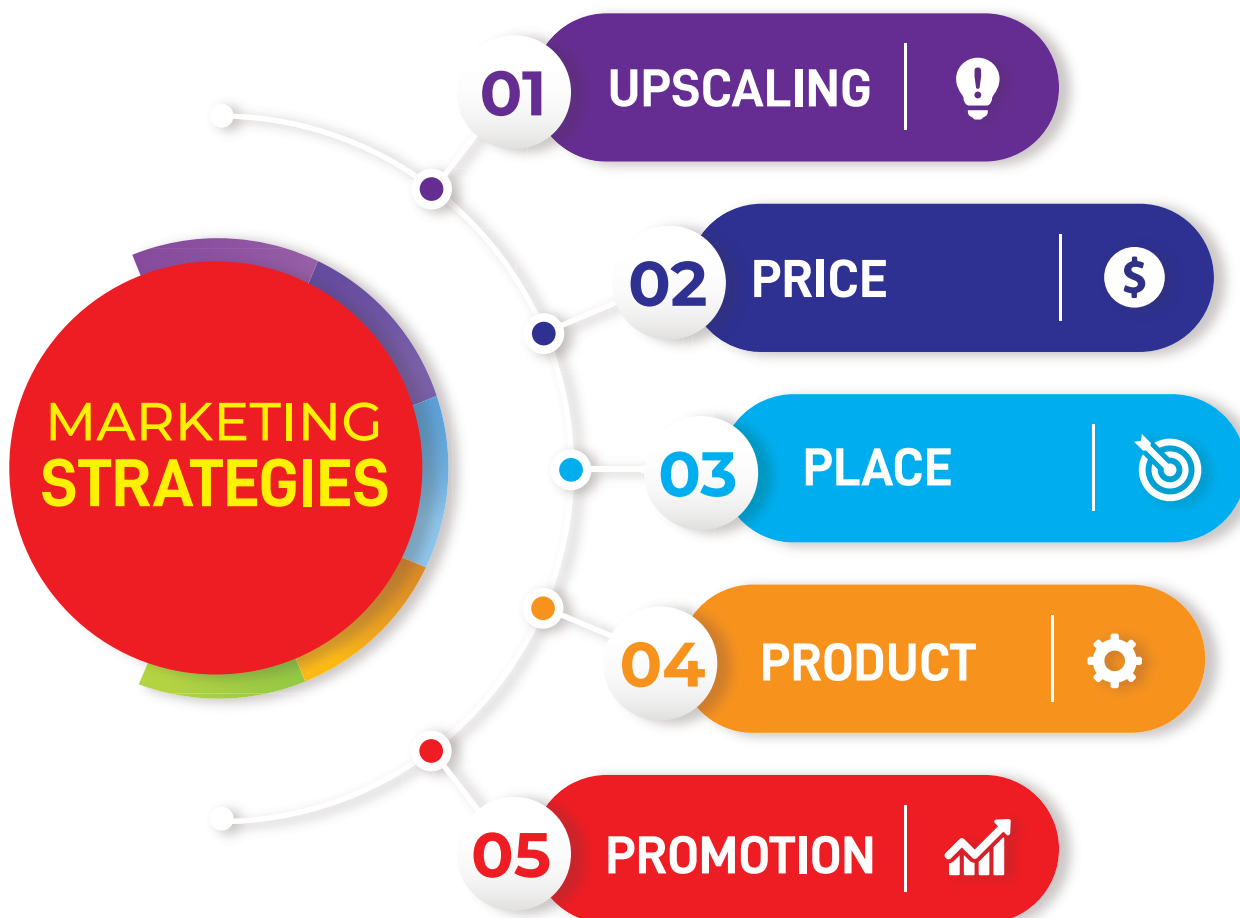 MARKETING
STRATEGIES
01 UPSCALING
02 PRICE
$
03 PLACE
04 PRODUCT
05 PROMOTION